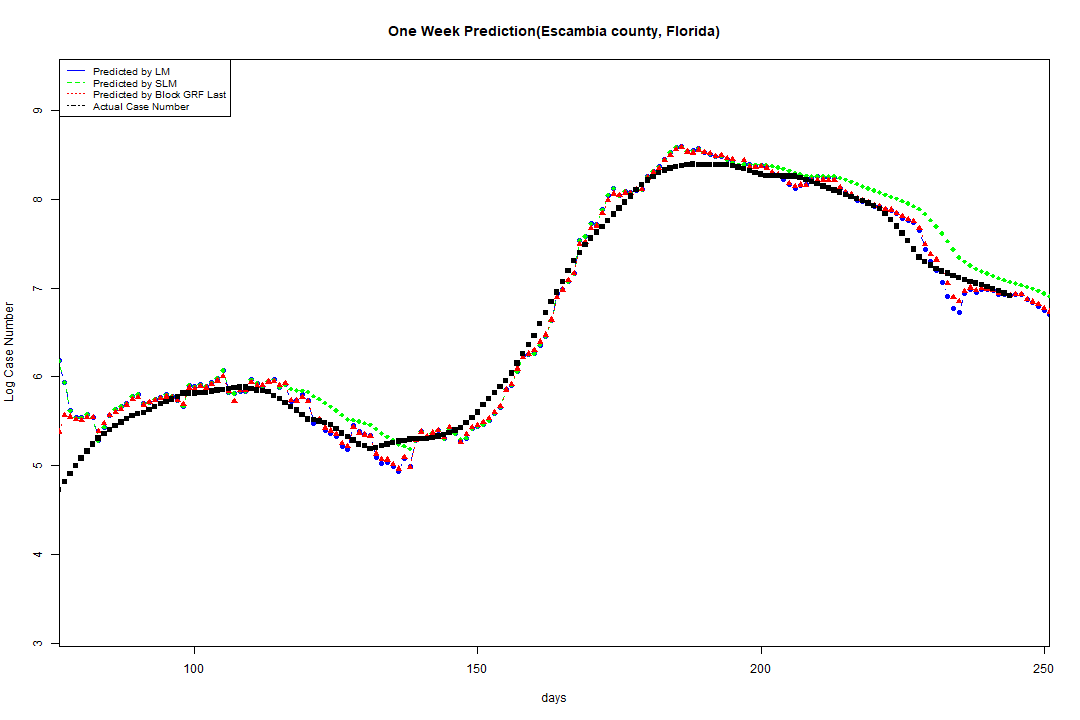 One Week Prediction(Escambia county, Florida)
Predicted by LM
Predicted by SLM
Predicted by Block GRF Last
Actual Case Number
9
8
7
6
5
4
3
Log Case Number
100
150
200
250
days